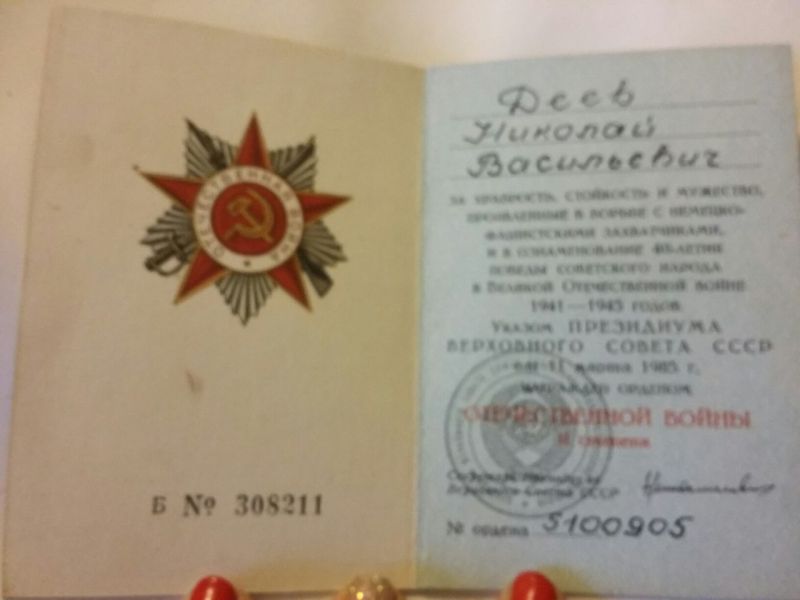 ОТЕЧЕСТВЕННАЯ ВОЙНА
Б № 308211
Деев
Николай
Васильевич
ЗА ХРАБРОСТЬ, СТОЙКОСТЬ И МУЖЕСТВО,
ПРОЯВЛЕННЫЕ В БОРЬБЕ С НЕМЕЦКО-
ФАШИСТСКИМИ ЗАХВАТЧИКАМИ,
И В ОЗНАМЕНОВАНИЕ 40-ЛЕТИЯ
ПОБЕДЫ СОВЕТСКОГО НАРОДА
В ВЕЛИКОЙ ОТЕЧЕСТВЕННОЙ ВОЙНЕ
1941—1945 ГОДОВ
УКАЗОМ ПРЕЗИДИУМА
ВЕРХОВНОГО СОВЕТА СССР
от 11 марта 1985 г.
НАГРАЖДЕН ОРДЕНОМ
ОТЕЧЕСТВЕННОЙ ВОЙНЫ
II степени
Секретарь Президиума
Верховного Совета СССР
№ ордена 5100905